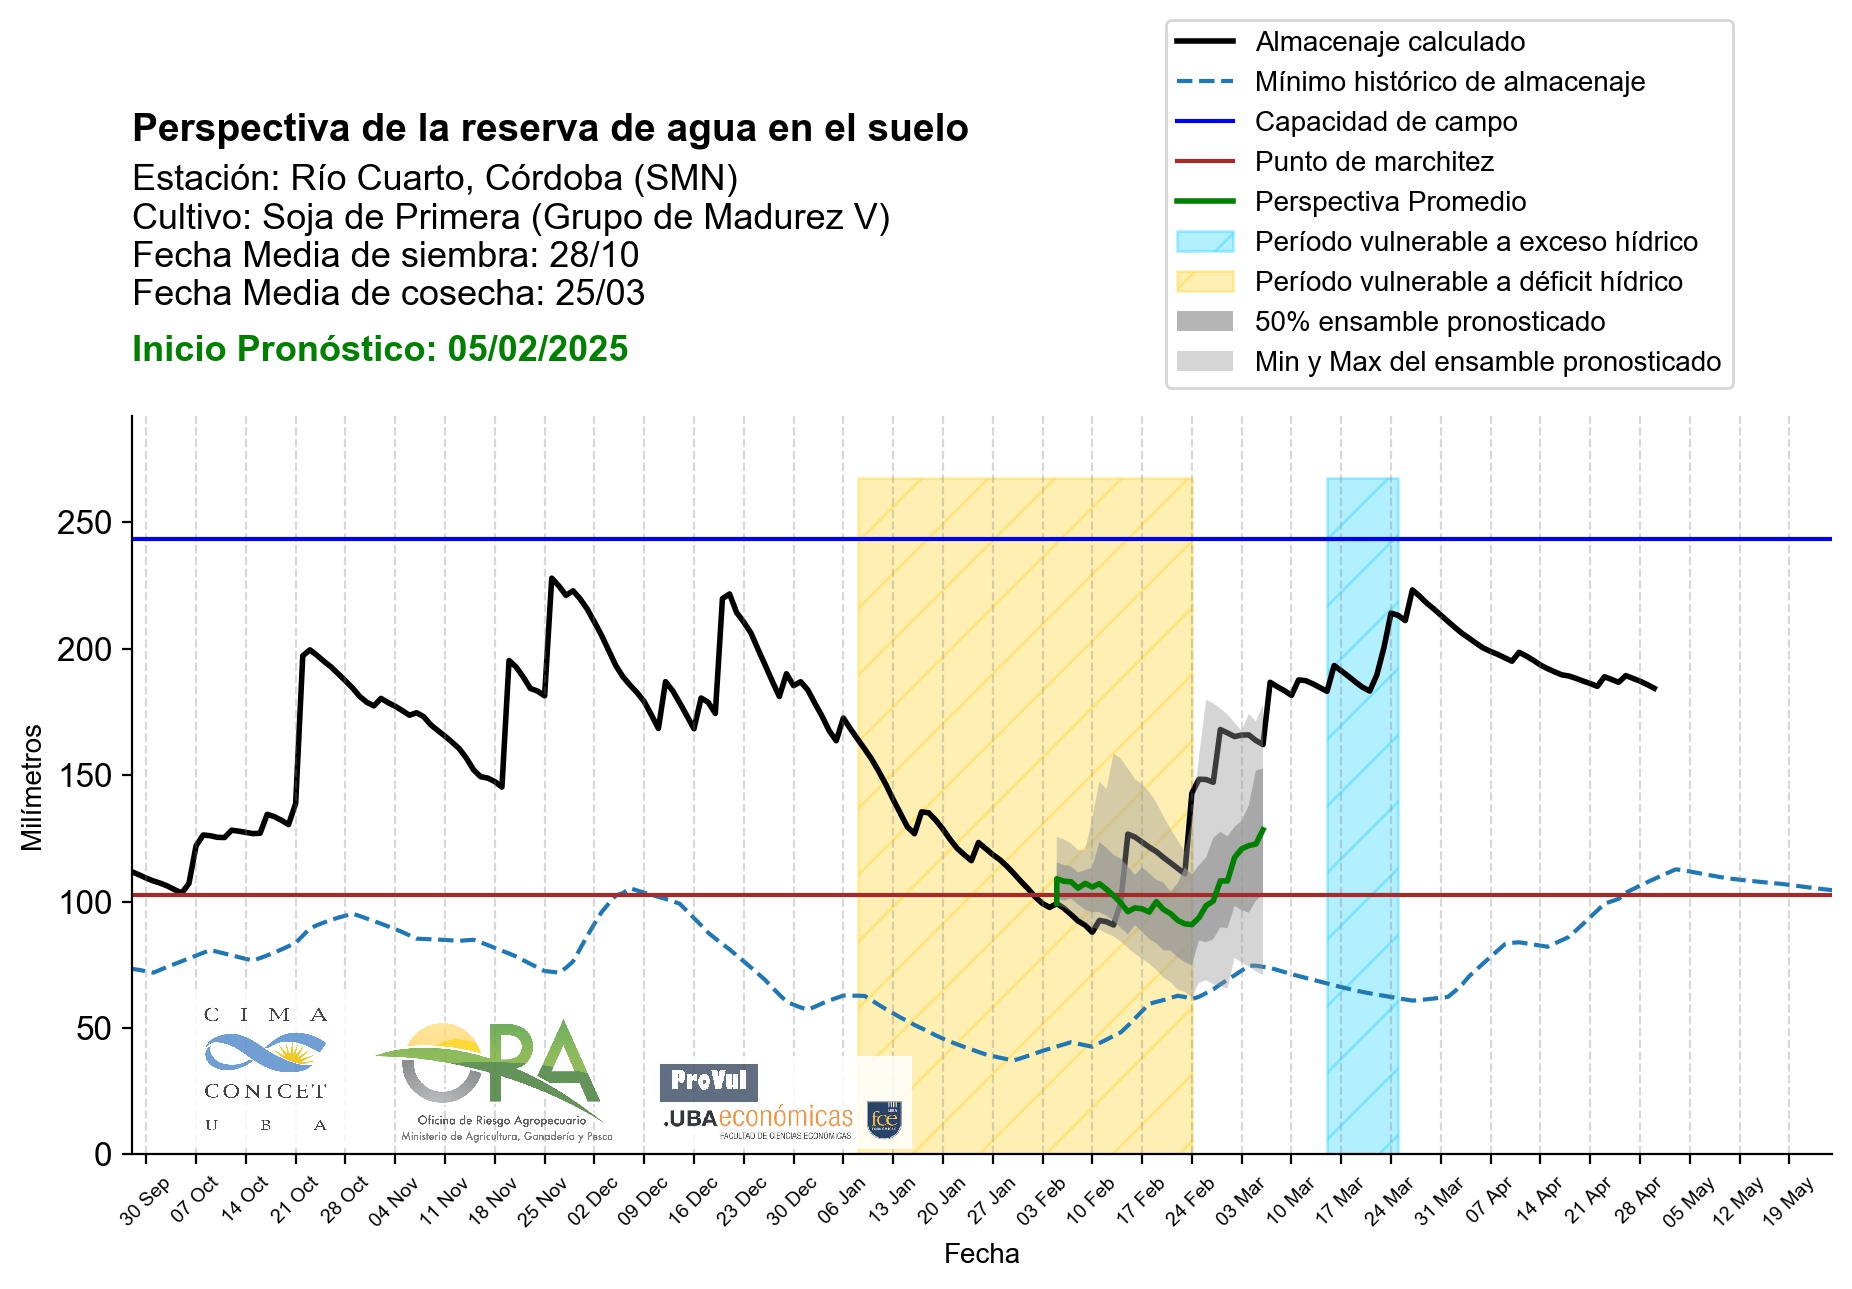 Almacenaje calculado
Mínimo histórico de almacenaje
Capacidad de campo
Punto de marchitez
Perspectiva Promedio
Período vulnerable a exceso hídrico
Período vulnerable a déficit hídrico
50% ensamble pronosticado
Min y Max del ensamble pronosticado
Perspectiva de la reserva de agua en el suelo
Estación: Río Cuarto, Córdoba (SMN)
Cultivo: Soja de Primera (Grupo de Madurez V)
Fecha Media de siembra: 28/10
Fecha Media de cosecha: 25/03
Inicio Pronóstico: 05/02/2025
Milímetros
250
200
150
100
50
0
CIMA
CONICET
UBA
ORA
Oficina de Riesgo Agropecuario
Ministerio de Agricultura, Ganadería y Pesca
ProVul
.UBAeconómicas
FACULTAD DE CIENCIAS ECONÓMICAS
UBA
fce
ECONÓMICAS
30 Sep
07 Oct
14 Oct
21 Oct
28 Oct
04 Nov
11 Nov
18 Nov
25 Nov
02 Dec
09 Dec
16 Dec
23 Dec
30 Dec
06 Jan
13 Jan
20 Jan
27 Jan
03 Feb
10 Feb
17 Feb
24 Feb
03 Mar
10 Mar
17 Mar
24 Mar
31 Mar
07 Apr
14 Apr
21 Apr
28 Apr
05 May
12 May
19 May
Fecha